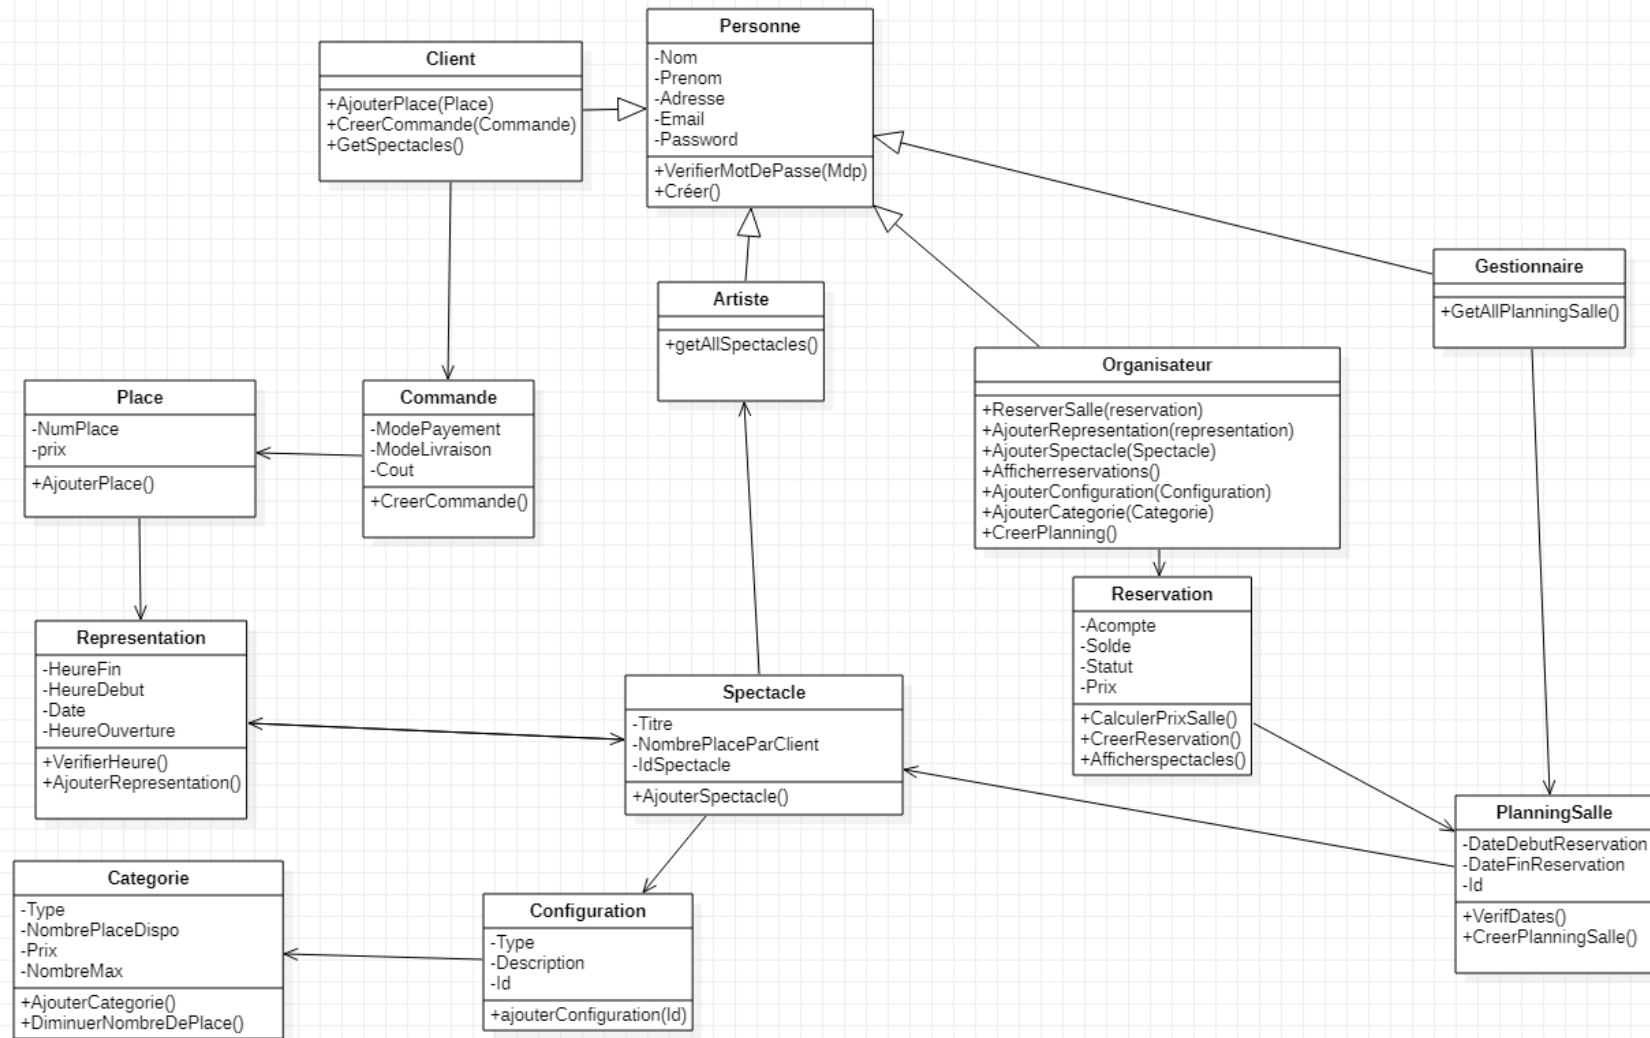 Personne
-Nom
-Prenom
-Adresse
-Email
-Password
+VerifierMotDePasse(Mdp)
+Créer()
Client
+AjouterPlace(Place)
+CreerCommande(Commande)
+GetSpectacles()
Gestionnaire
+GetAllPlanningSalle()
Artiste
+getAllSpectacles()
Organisateur
+ReserverSalle(reservation)
+AjouterRepresentation(representation)
+AjouterSpectacle(Spectacle)
+Afficherreservations()
+AjouterConfiguration(Configuration)
+AjouterCategorie(Categorie)
+CreerPlanning()
Place
-NumPlace
-prix
+AjouterPlace()
Commande
-ModePayement
-ModeLivraison
-Cout
+CreerCommande()
Reservation
-Acompte
-Solde
-Statut
-Prix
+CalculerPrixSalle()
+CreerReservation()
+Afficherspectacles()
Representation
-HeureFin
-HeureDebut
-Date
-HeureOuverture
+VerifierHeure()
+AjouterRepresentation()
Spectacle
-Titre
-NombrePlaceParClient
-IdSpectacle
+AjouterSpectacle()
PlanningSalle
-DateDebutReservation
-DateFinReservation
-Id
+VerifDates()
+CreerPlanningSalle()
Categorie
-Type
-NombrePlaceDispo
-Prix
-NombreMax
+AjouterCategorie()
+DiminuerNombreDePlace()
Configuration
-Type
-Description
-Id
+ajouterConfiguration(Id)